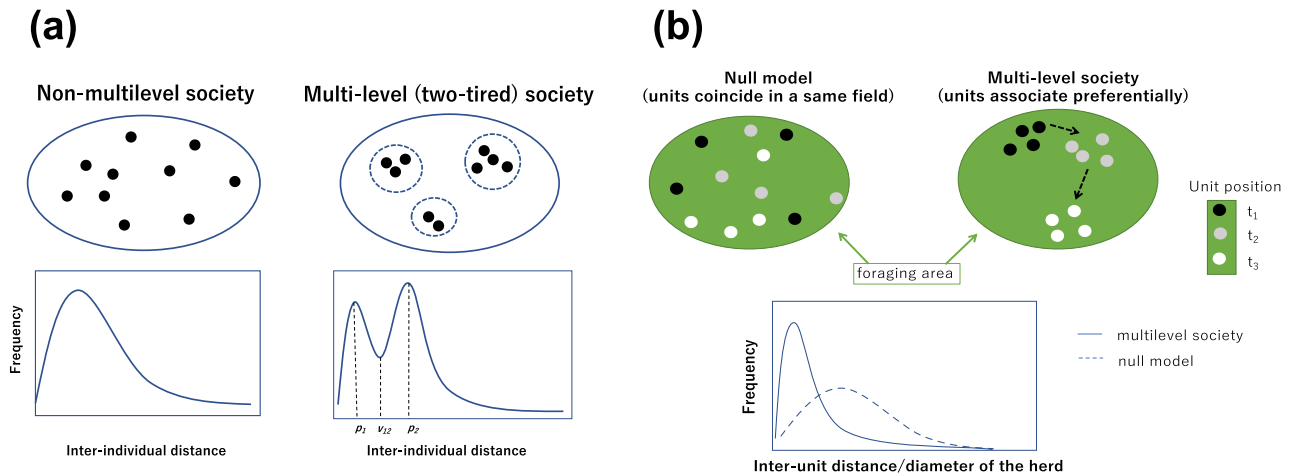 (a)
Non-multilevel society
Multi-level (two-tired) society
Frequency
p1
v12
p2
Inter-individual distance
Inter-individual distance
(b)
Null model
(units coincide in a same field)
Multi-level society
(units associate preferentially)
Unit position
t1
t2
t3
foraging area
multilevel society
null model
Frequency
Inter-unit distance/diameter of the herd